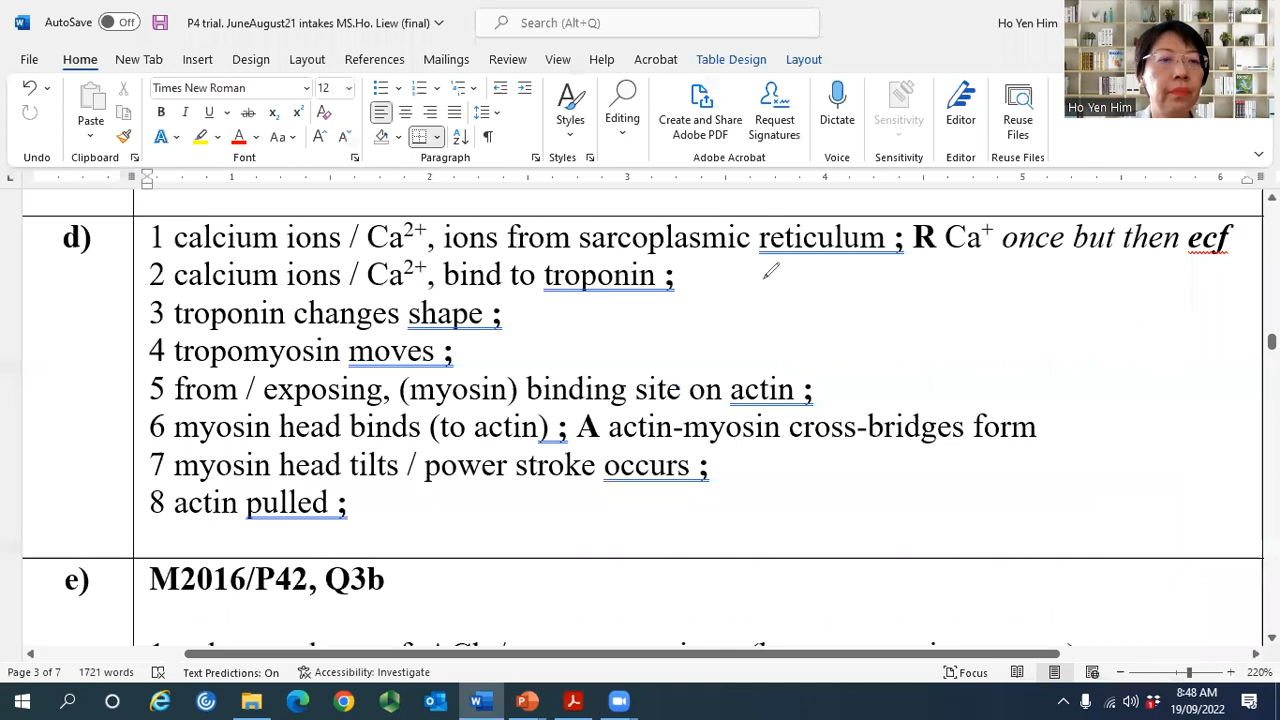 AutoSave Off P4 trial. JuneAugust21 intakes MS.Ho. Liew (final) Search (Alt+Q)
File Home Insert Design Layout References Mailings Review View Help Acrobat Table Design Layout
Ho Yen Him
Times New Roman 12
Paste Styles Editing Create and Share Adobe PDF Request Signatures Dictate Sensitivity Editor Reuse Files
Undo Clipboard Font Paragraph Styles Adobe Acrobat Voice Sensitivity Editor Reuse Files
1 2 3 4 5 6
d) 1 calcium ions / Ca²⁺, ions from sarcoplasmic reticulum ; R Ca⁺ once but then ecf
2 calcium ions / Ca²⁺, bind to troponin ;
3 troponin changes shape ;
4 tropomyosin moves ;
5 from / exposing, (myosin) binding site on actin ;
6 myosin head binds (to actin) ; A actin-myosin cross-bridges form
7 myosin head tilts / power stroke occurs ;
8 actin pulled ;
e) M2016/P42, Q3b
Page 3 of 7 1721 words Text Predictions: On Accessibility: Investigate Focus 220%
8:48 AM
19/09/2022